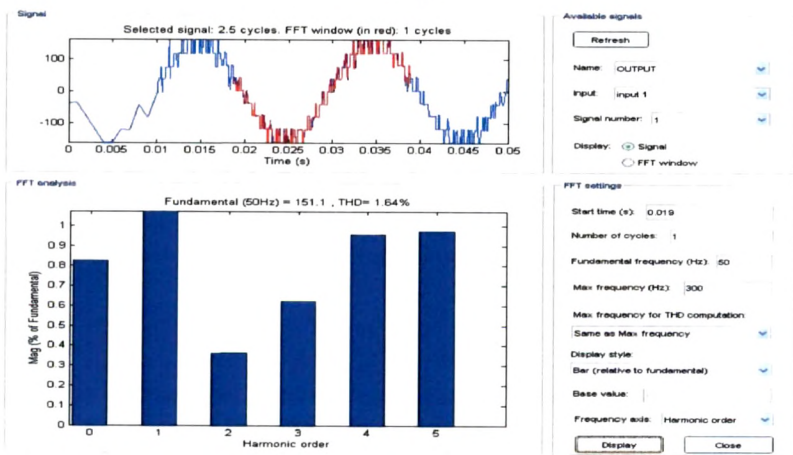 Signal
Selected signal: 2.5 cycles. FFT window (in red): 1 cycles
100
0
-100
0 0.005 0.01 0.015 0.02 0.025 0.03 0.035 0.04 0.045 0.05
Time (s)
FFT analysis
Fundamental (50Hz) = 151.1 , THD= 1.64%
Mag (% of Fundamental)
1
0.9
0.8
0.7
0.6
0.5
0.4
0.3
0.2
0.1
0
0 1 2 3 4 5
Harmonic order
Available signals
Refresh
Name: OUTPUT
Input: input 1
Signal number: 1
Display: Signal
FFT window
FFT settings
Start time (s): 0.019
Number of cycles: 1
Fundamental frequency (Hz): 50
Max frequency (Hz): 300
Max frequency for THD computation:
Same as Max frequency
Display style:
Bar (relative to fundamental)
Base value:
Frequency axis: Harmonic order
Display Close